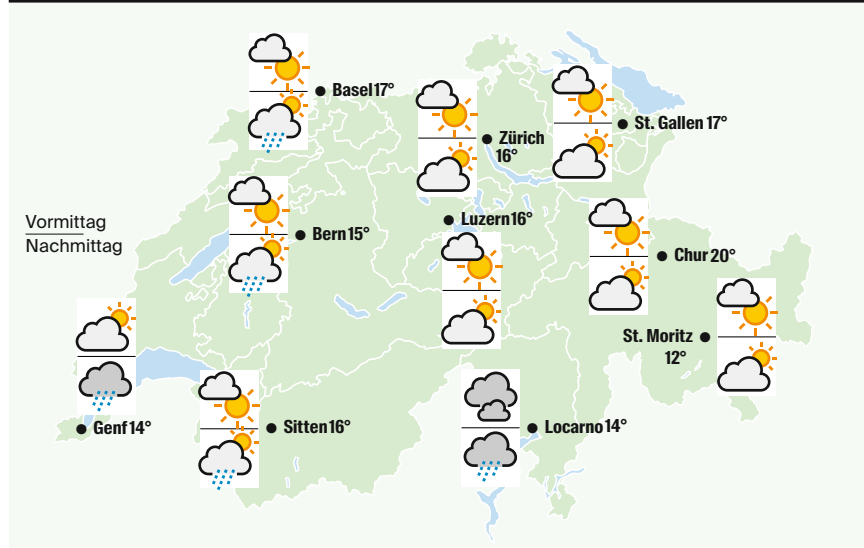 Basel 17°
St. Gallen 17°
Zürich
16°
Vormittag
Nachmittag
Luzern 16°
Bern 15°
Chur 20°
St. Moritz
12°
Genf 14°
Sitten 16°
Locarno 14°